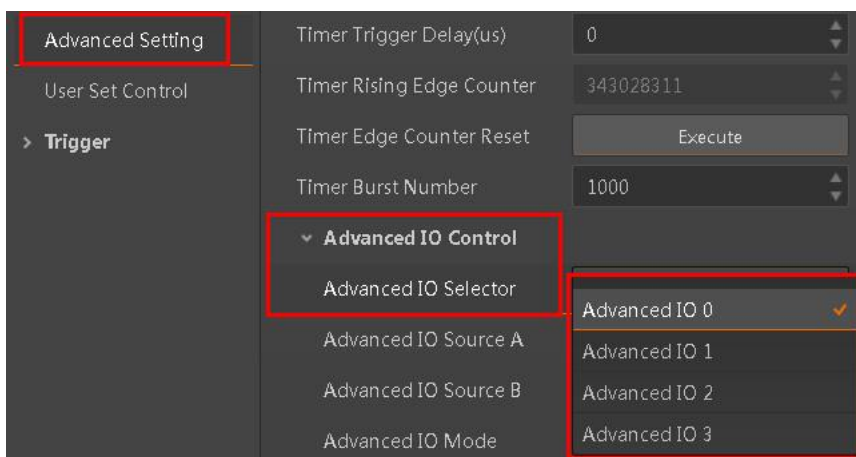 Advanced Setting
User Set Control
> Trigger
Timer Trigger Delay(us) 0
Timer Rising Edge Counter 343028311
Timer Edge Counter Reset Execute
Timer Burst Number 1000
Advanced IO Control
Advanced IO Selector
Advanced IO Source A
Advanced IO Source B
Advanced IO Mode
Advanced IO 0
Advanced IO 1
Advanced IO 2
Advanced IO 3